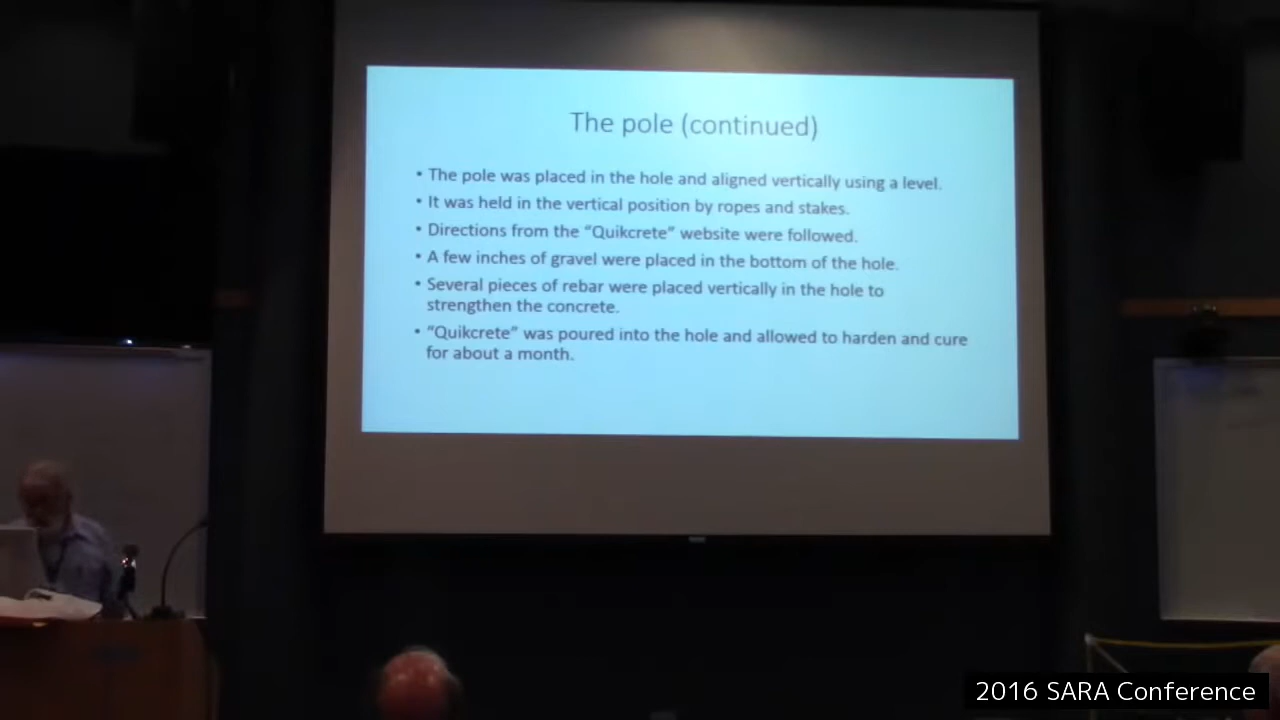 The pole (continued)
• The pole was placed in the hole and aligned vertically using a level.
• It was held in the vertical position by ropes and stakes.
• Directions from the “Quikcrete” website were followed.
• A few inches of gravel were placed in the bottom of the hole.
• Several pieces of rebar were placed vertically in the hole to
strengthen the concrete.
• “Quikcrete” was poured into the hole and allowed to harden and cure
for about a month.
2016 SARA Conference